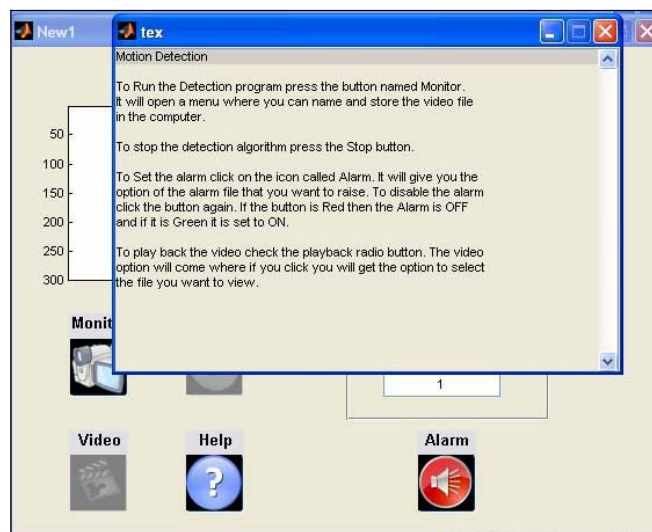 New1
tex
Motion Detection
To Run the Detection program press the button named Monitor.
It will open a menu where you can name and store the video file
in the computer.
To stop the detection algorithm press the Stop button.
To Set the alarm click on the icon called Alarm. It will give you the
option of the alarm file that you want to raise. To disable the alarm
click the button again. If the button is Red then the Alarm is OFF
and if it is Green it is set to ON.
To play back the video check the playback radio button. The video
option will come where if you click you will get the option to select
the file you want to view.
50
100
150
200
250
300
Monit
1
Video
Help
Alarm
?